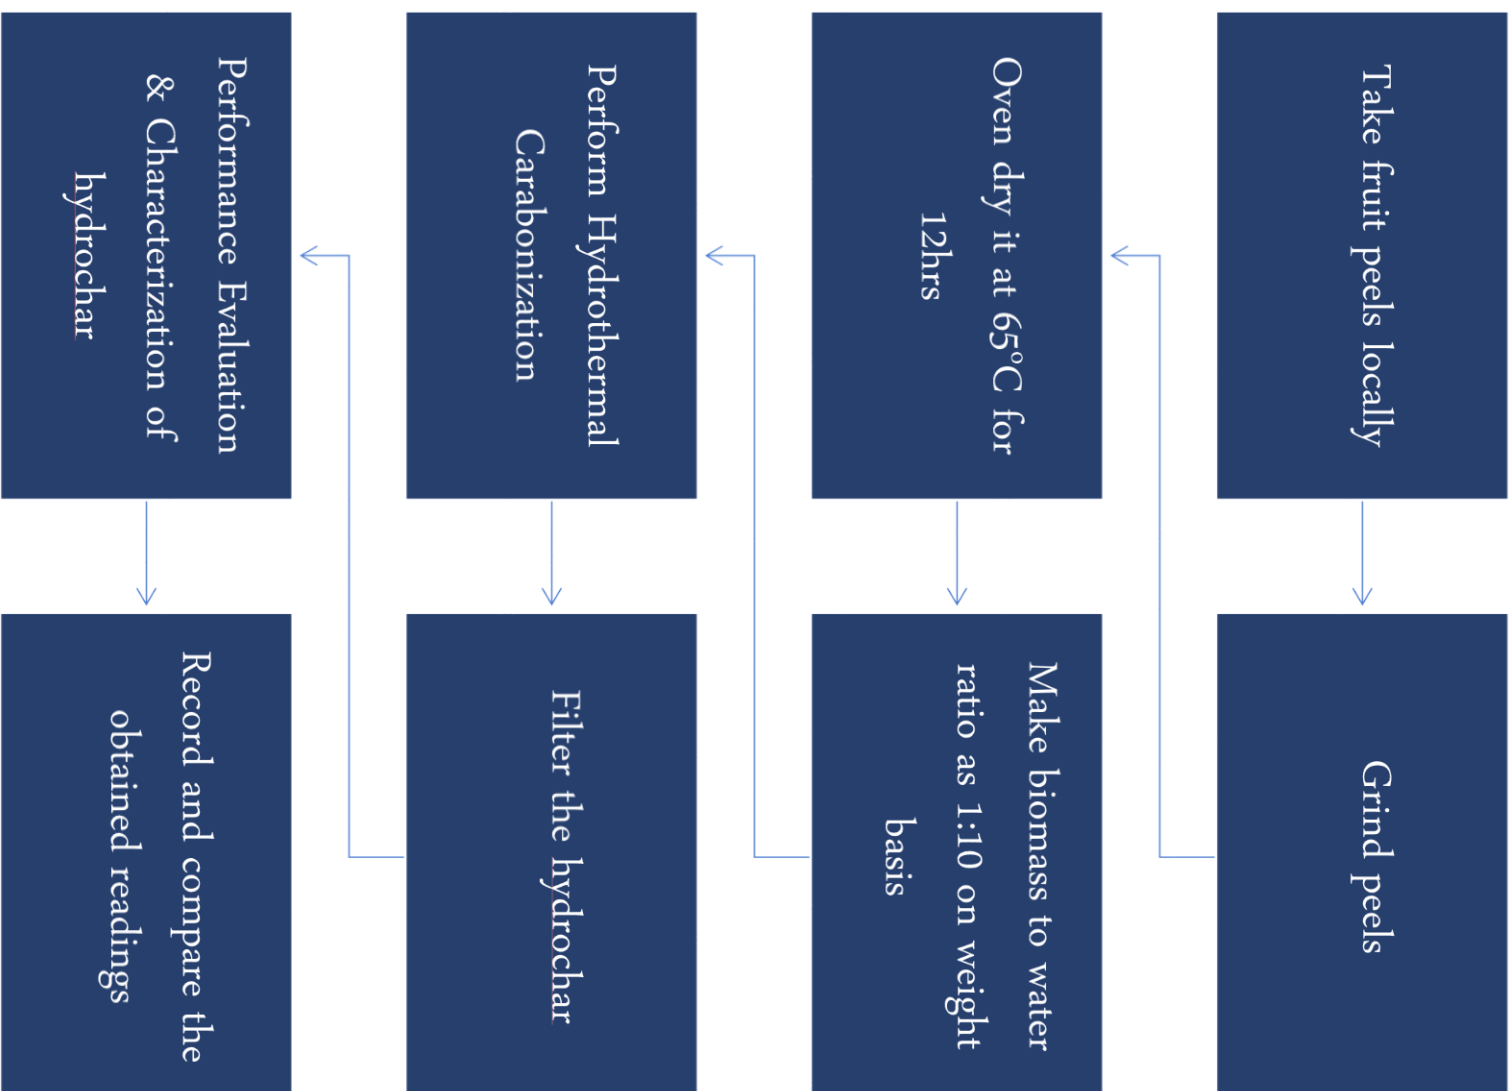 Take fruit peels locally
Grind peels
Oven dry it at 65°C for
12hrs
Make biomass to water
ratio as 1:10 on weight
basis
Perform Hydrothermal
Carabonization
Filter the hydrochar
Performance Evaluation
& Characterization of
hydrochar
Record and compare the
obtained readings